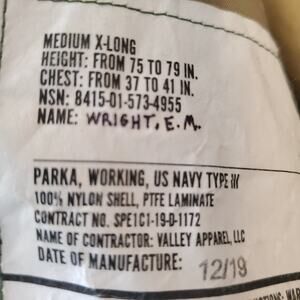 MEDIUM X-LONG
HEIGHT: FROM 75 TO 79 IN.
CHEST: FROM 37 TO 41 IN.
NSN: 8415-01-573-4955
NAME: WRIGHT, E.M.
PARKA, WORKING, US NAVY TYPE III
100% NYLON SHELL, PTFE LAMINATE
CONTRACT NO. SPE1C1-19-D-1172
NAME OF CONTRACTOR: VALLEY APPAREL, LLC
DATE OF MANUFACTURE: 12/19